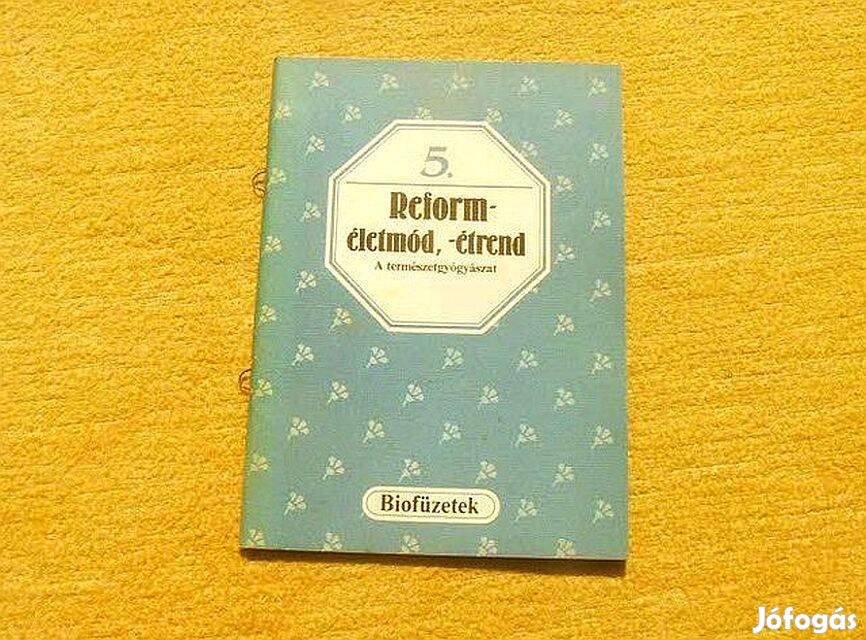 5.
Reform-
életmód, -étrend
A természetgyógyászat
Biofüzetek
Jófogás